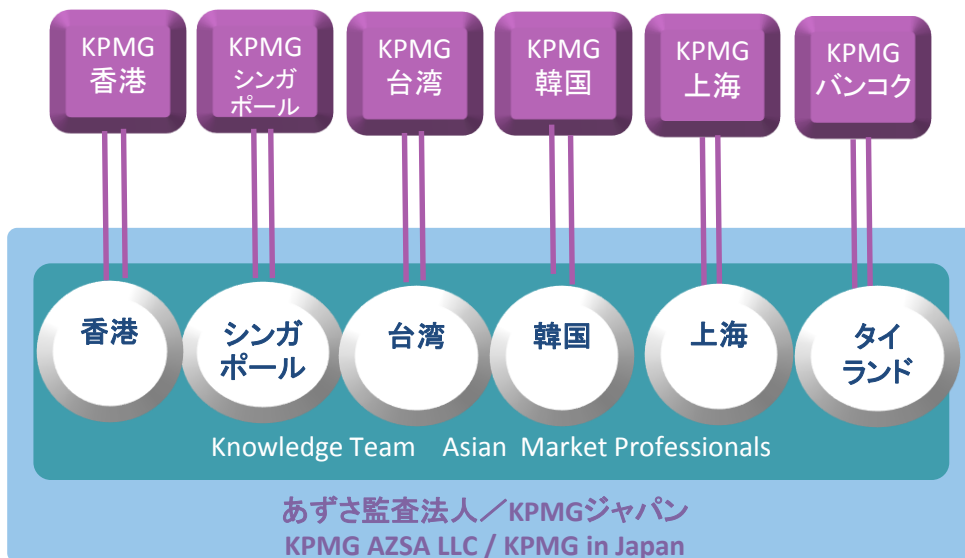 KPMG
香港
KPMG
シンガ
ポール
KPMG
台湾
KPMG
韓国
KPMG
上海
KPMG
バンコク
香港
シンガ
ポール
台湾
韓国
上海
タイ
ランド
Knowledge Team Asian Market Professionals
あずさ監査法人／KPMGジャパン
KPMG AZSA LLC / KPMG in Japan